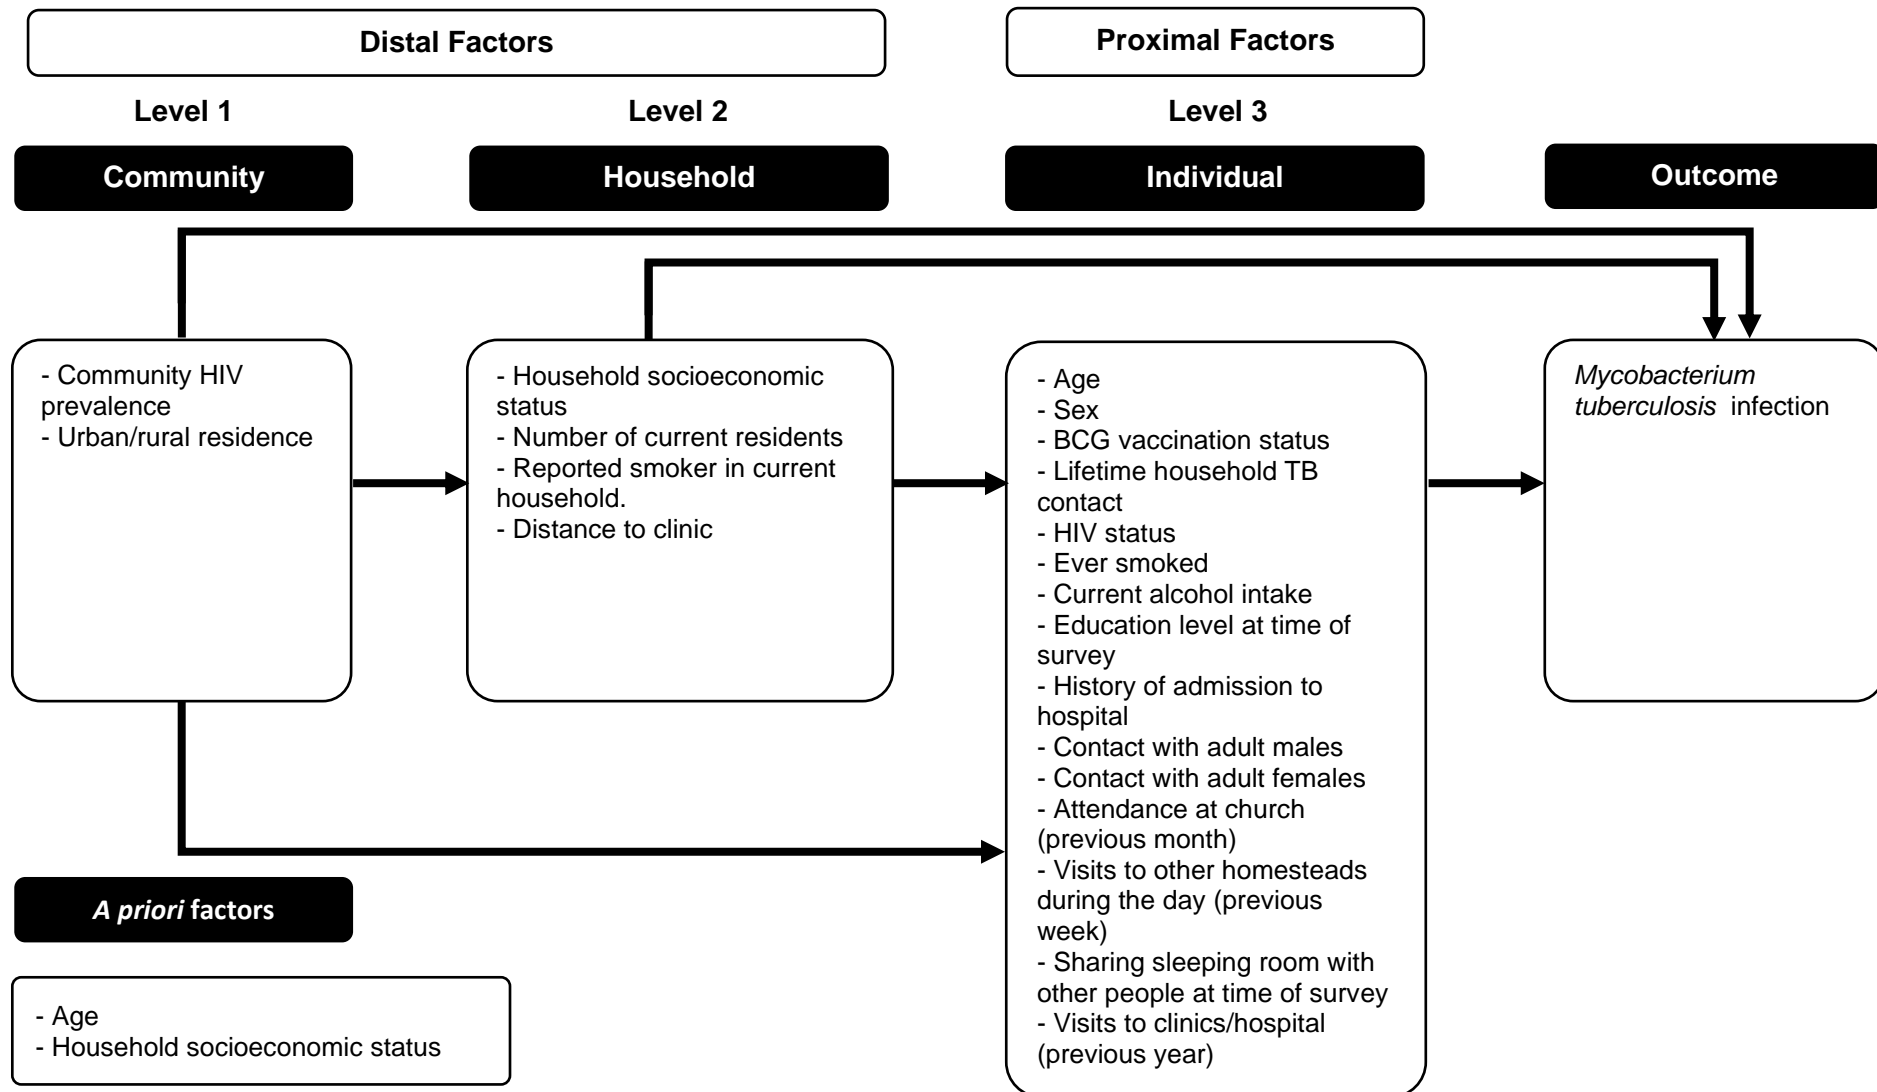 Distal Factors
Proximal Factors
Level 1
Level 2
Level 3
Community
Household
Individual
Outcome
- Community HIV
prevalence
- Urban/rural residence
- Household socioeconomic
status
- Number of current residents
- Reported smoker in current
household.
- Distance to clinic
- Age
- Sex
- BCG vaccination status
- Lifetime household TB
contact
- HIV status
- Ever smoked
- Current alcohol intake
- Education level at time of
survey
- History of admission to
hospital
- Contact with adult males
- Contact with adult females
- Attendance at church
(previous month)
- Visits to other homesteads
during the day (previous
week)
- Sharing sleeping room with
other people at time of survey
- Visits to clinics/hospital
(previous year)
Mycobacterium
tuberculosis infection
A priori factors
- Age
- Household socioeconomic status